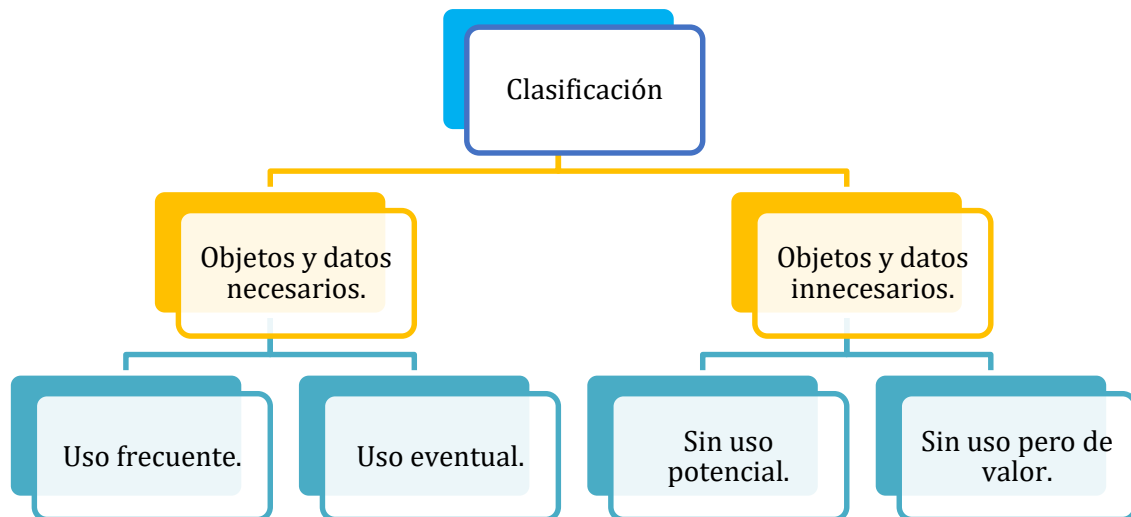 Clasificación
Objetos y datos
necesarios.
Objetos y datos
innecesarios.
Uso frecuente.
Uso eventual.
Sin uso
potencial.
Sin uso pero de
valor.